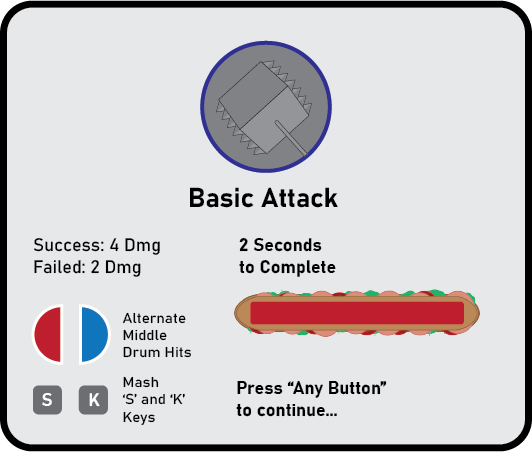 Basic Attack
Success: 4 Dmg
Failed: 2 Dmg
2 Seconds
to Complete
Alternate
Middle
Drum Hits
S K
Mash
‘S’ and ‘K’
Keys
Press “Any Button”
to continue...